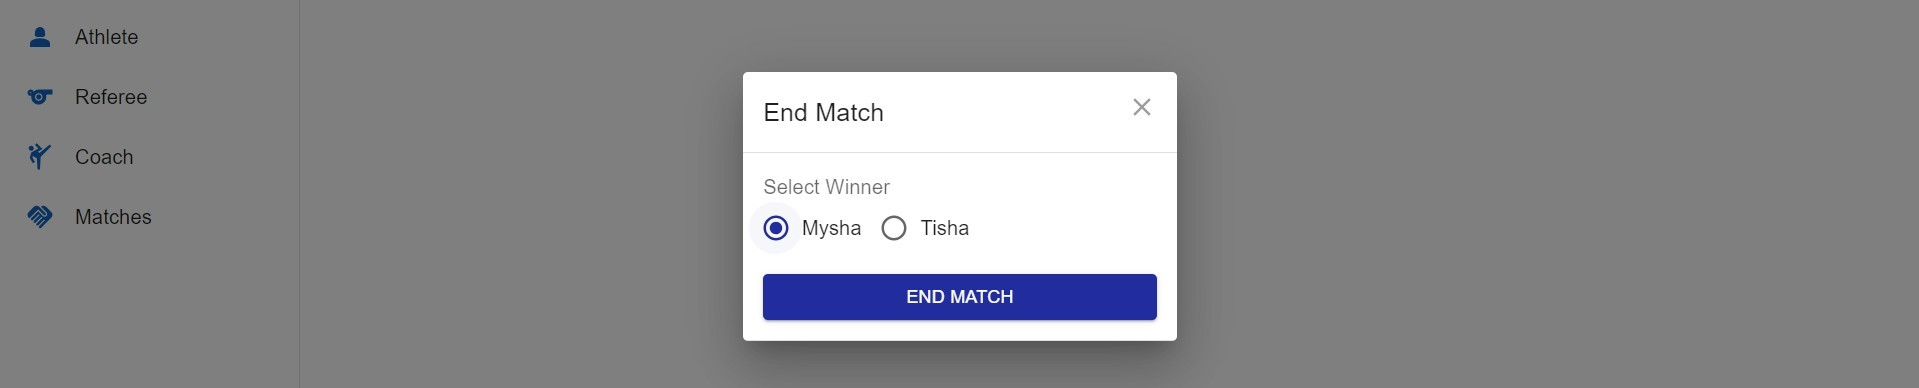 Athlete
Referee
Coach
Matches
End Match
Select Winner
Mysha Tisha
END MATCH